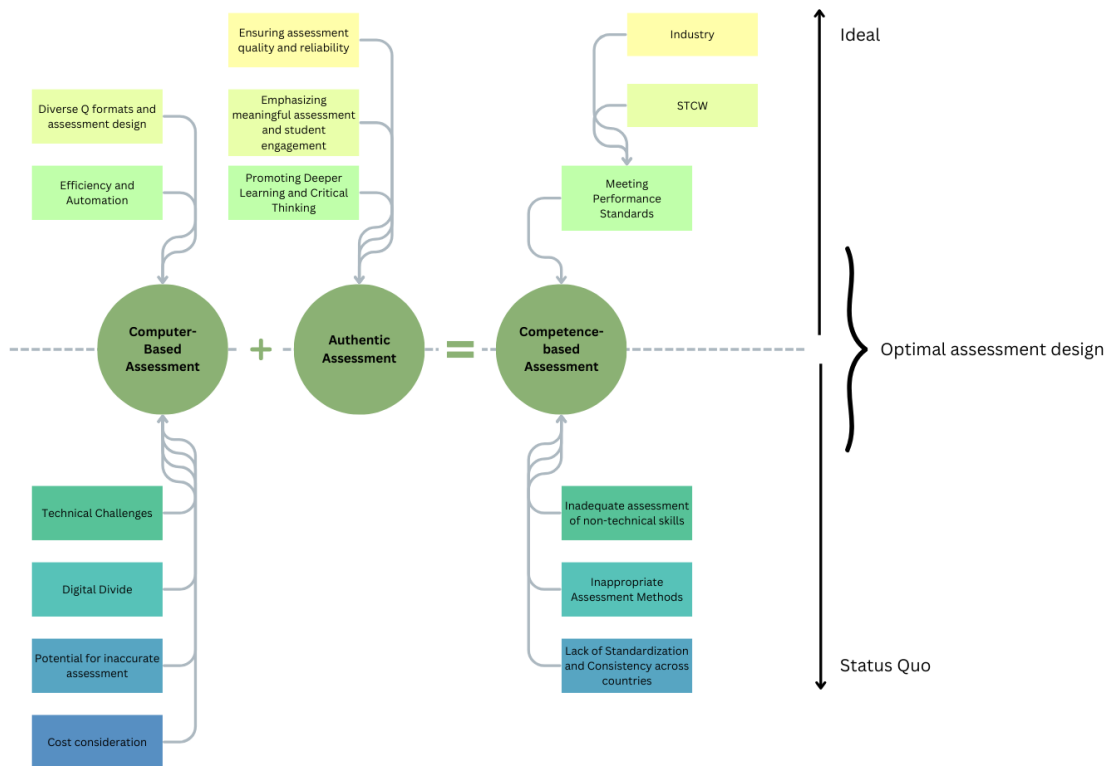 Ensuring assessment
quality and reliability
Industry
Ideal
Diverse Q formats and
assessment design
Emphasizing
meaningful assessment
and student
engagement
STCW
Efficiency and
Automation
Promoting Deeper
Learning and Critical
Thinking
Meeting
Performance
Standards
Computer-
Based
Assessment
+
Authentic
Assessment
=
Competence-
based
Assessment
Optimal assessment design
Technical Challenges
Inadequate assessment
of non-technical skills
Digital Divide
Inappropriate
Assessment Methods
Potential for inaccurate
assessment
Lack of Standardization
and Consistency across
countries
Status Quo
Cost consideration